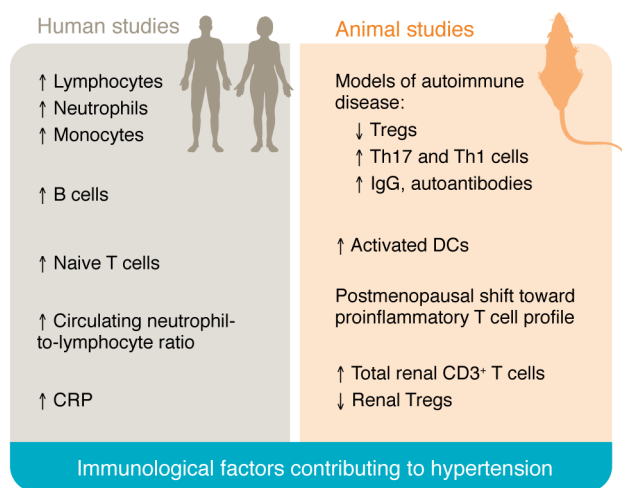 Human studies
↑ Lymphocytes
↑ Neutrophils
↑ Monocytes
↑ B cells
↑ Naive T cells
↑ Circulating neutrophil-
to-lymphocyte ratio
↑ CRP
Animal studies
Models of autoimmune
disease:
↓ Tregs
↑ Th17 and Th1 cells
↑ IgG, autoantibodies
↑ Activated DCs
Postmenopausal shift toward
proinflammatory T cell profile
↑ Total renal CD3⁺ T cells
↓ Renal Tregs
Immunological factors contributing to hypertension